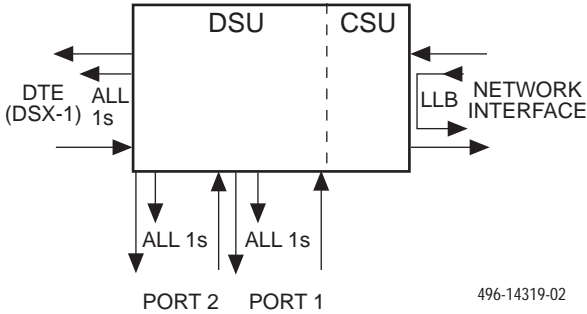 DSU CSU
DTE
(DSX-1)
ALL
1s
LLB
NETWORK
INTERFACE
ALL 1s ALL 1s
PORT 2 PORT 1
496-14319-02